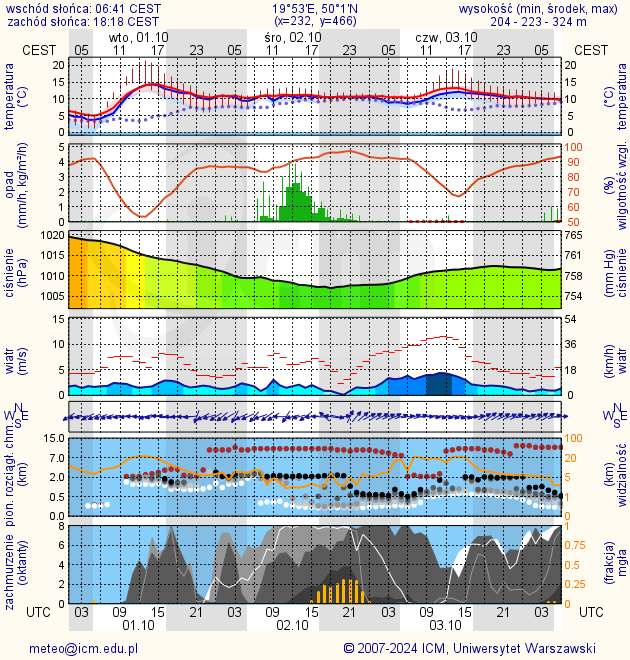 wschód słońca: 06:41 CEST
zachód słońca: 18:18 CEST
19°53'E, 50°1'N
(x=232, y=466)
wysokość (min, środek, max)
204 - 223 - 324 m
wto, 01.10 śro, 02.10 czw, 03.10
CEST 05 11 17 23 05 11 17 23 05 11 17 23 05 CEST
temperatura
(°C)
20
15
10
5
0
20
15
10
5
0
(°C)
temperatura
opad
(mm/h, kg/m²/h)
5
4
3
2
1
0
100
90
80
70
60
50
(%)
wilgotność wzgl.
ciśnienie
(hPa)
1020
1015
1010
1005
765
761
758
754
(mm Hg)
ciśnienie
wiatr
(m/s)
15
10
5
0
54
36
18
0
(km/h)
wiatr
N
W E
S
N
W E
S
pion. rozciągł. chm.
(km)
15.0
7.0
2.0
0.5
0.0
100
20
5
1
0
(km)
widzialność
zachmurzenie
(oktanty)
8
6
4
2
0
1
0.75
0.5
0.25
0
(frakcja)
mgła
UTC 03 09 15 21 03 09 15 21 03 09 15 21 03 UTC
01.10 02.10 03.10
meteo@icm.edu.pl
© 2007-2024 ICM, Uniwersytet Warszawski